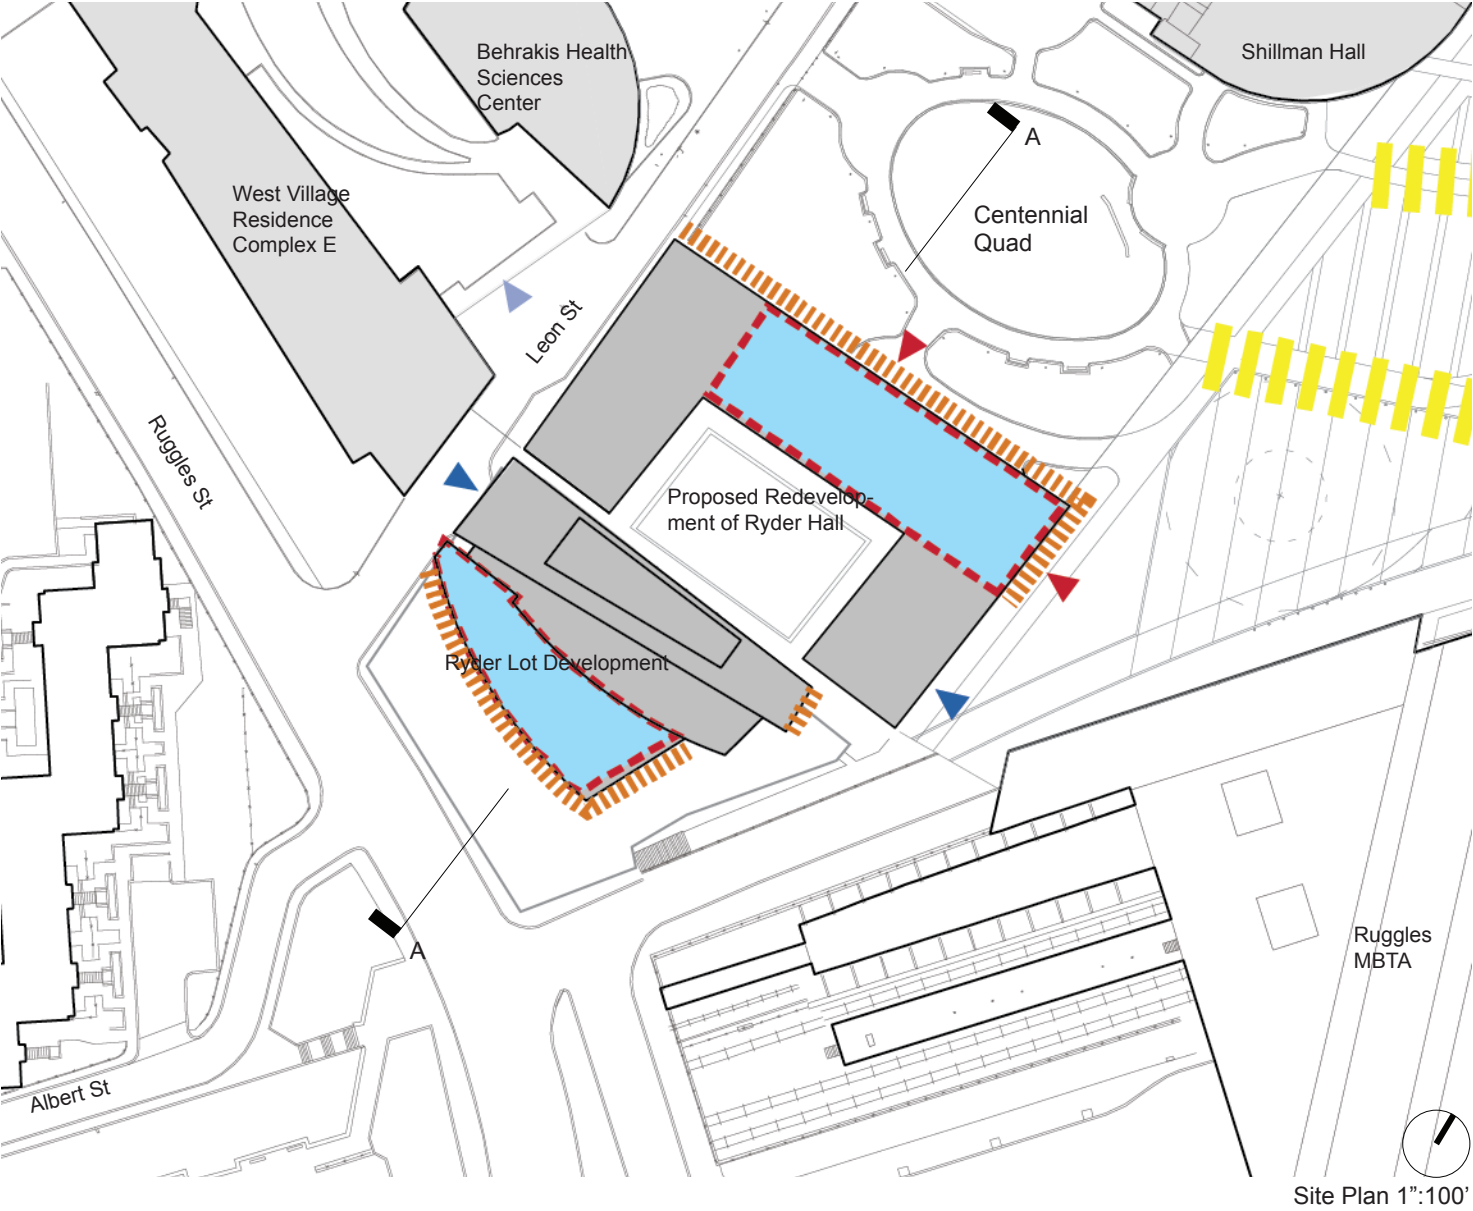 Behrakis Health
Sciences
Center
Shillman Hall
A
West Village
Residence
Complex E
Centennial
Quad
Leon St
Ruggles St
Proposed Redevelop-
ment of Ryder Hall
Ryder Lot Development
A
Ruggles
MBTA
Albert St
Site Plan 1”:100’